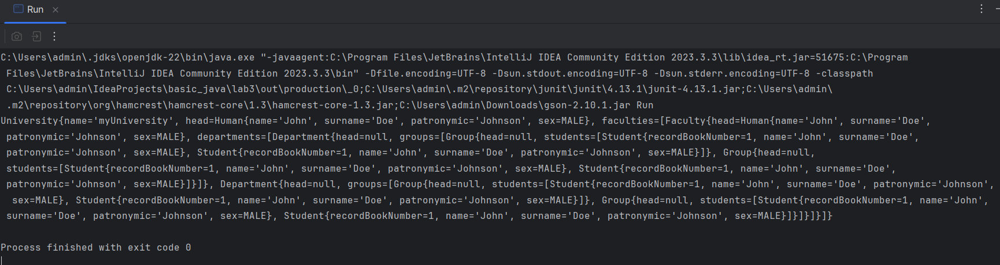 Run
C:\Users\admin\.jdks\openjdk-22\bin\java.exe "-javaagent:C:\Program Files\JetBrains\IntelliJ IDEA Community Edition 2023.3.3\lib\idea_rt.jar=51675:C:\Program
Files\JetBrains\IntelliJ IDEA Community Edition 2023.3.3\bin" -Dfile.encoding=UTF-8 -Dsun.stdout.encoding=UTF-8 -Dsun.stderr.encoding=UTF-8 -classpath
C:\Users\admin\IdeaProjects\basic_java\lab3\out\production\_0;C:\Users\admin\.m2\repository\junit\junit\4.13.1\junit-4.13.1.jar;C:\Users\admin\
.m2\repository\org\hamcrest\hamcrest-core\1.3\hamcrest-core-1.3.jar;C:\Users\admin\Downloads\gson-2.10.1.jar Run
University{name='myUniversity', head=Human{name='John', surname='Doe', patronymic='Johnson', sex=MALE}, faculties=[Faculty{head=Human{name='John', surname='Doe',
patronymic='Johnson', sex=MALE}, departments=[Department{head=null, groups=[Group{head=null, students=[Student{recordBookNumber=1, name='John', surname='Doe',
patronymic='Johnson', sex=MALE}, Student{recordBookNumber=1, name='John', surname='Doe', patronymic='Johnson', sex=MALE}]}, Group{head=null,
students=[Student{recordBookNumber=1, name='John', surname='Doe', patronymic='Johnson', sex=MALE}, Student{recordBookNumber=1, name='John', surname='Doe',
patronymic='Johnson', sex=MALE}]}]}, Department{head=null, groups=[Group{head=null, students=[Student{recordBookNumber=1, name='John', surname='Doe', patronymic='Johnson',
sex=MALE}, Student{recordBookNumber=1, name='John', surname='Doe', patronymic='Johnson', sex=MALE}]}, Group{head=null, students=[Student{recordBookNumber=1, name='John',
surname='Doe', patronymic='Johnson', sex=MALE}, Student{recordBookNumber=1, name='John', surname='Doe', patronymic='Johnson', sex=MALE}]}]}]}]}
Process finished with exit code 0